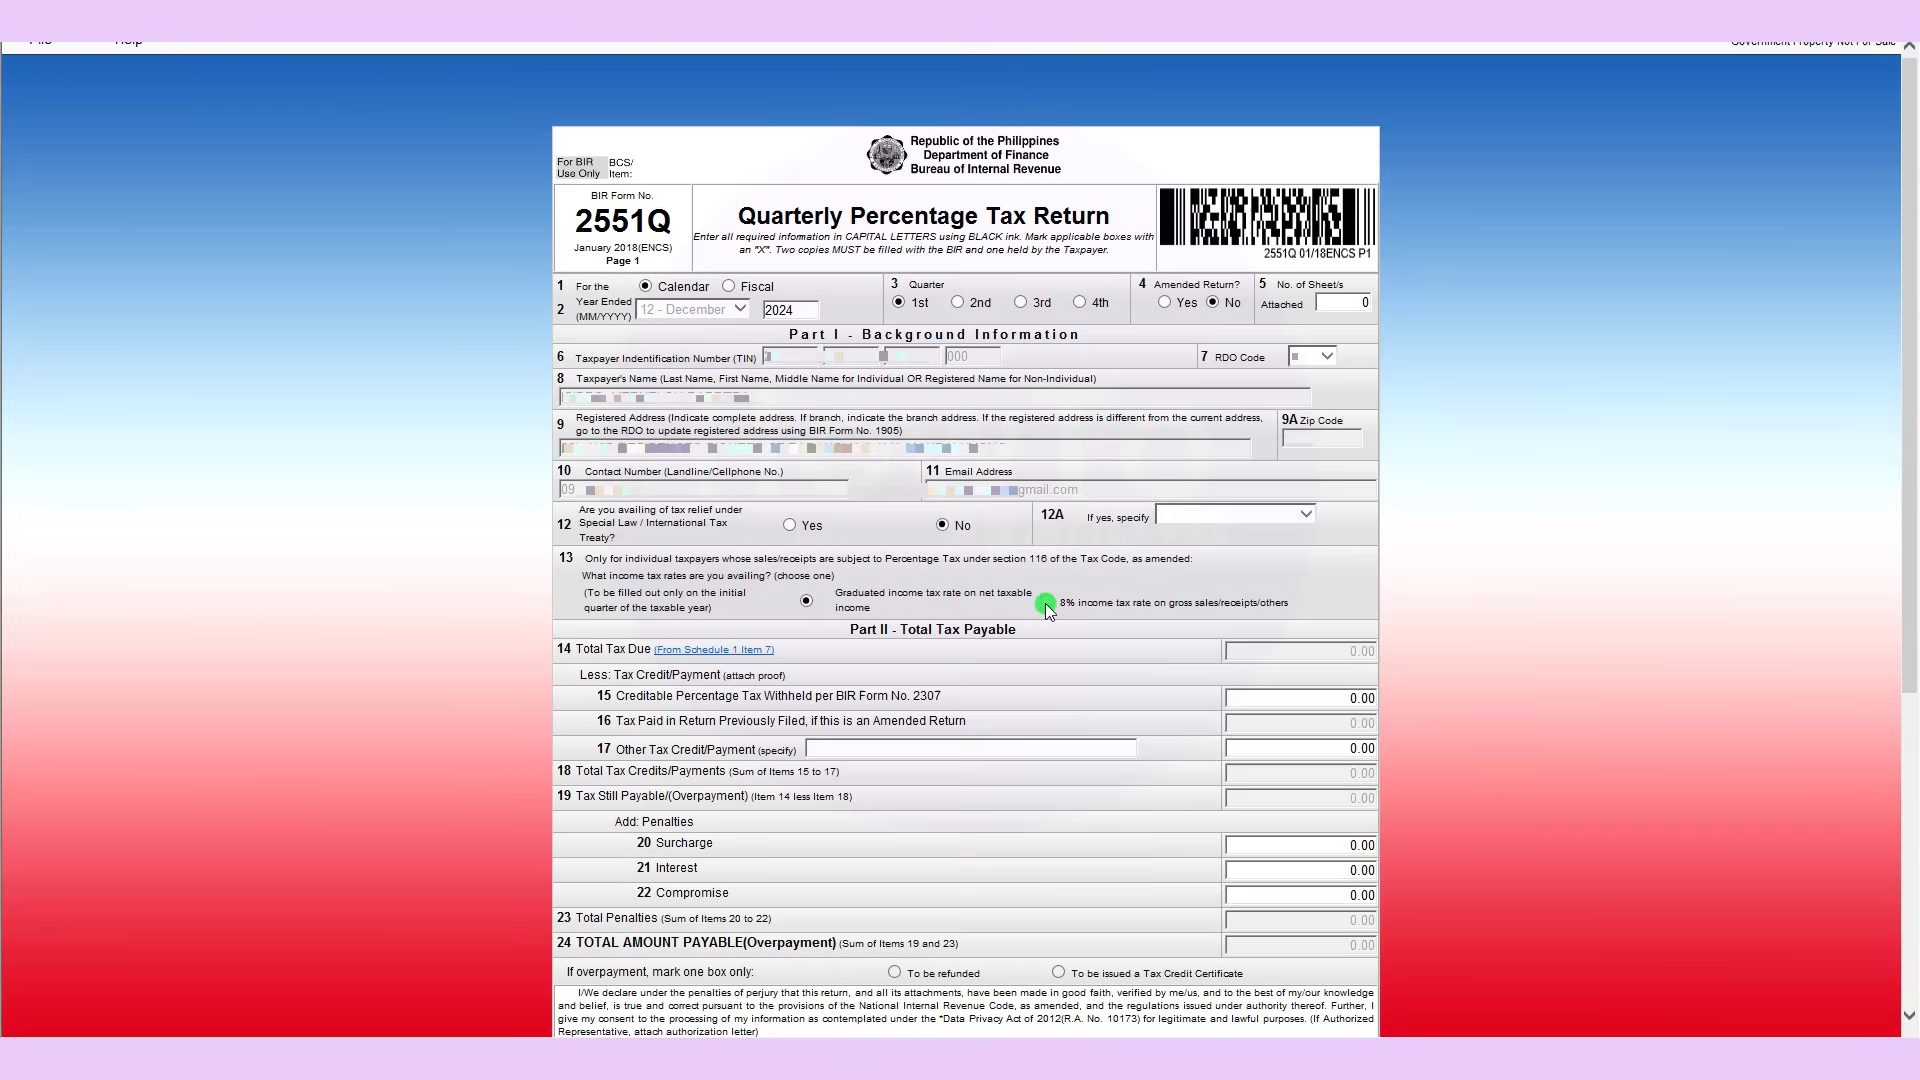 Republic of the Philippines
Department of Finance
Bureau of Internal Revenue
For BIR BCS/
Use Only Item:
BIR Form No.
2551Q
January 2018(ENCS)
Page 1
Quarterly Percentage Tax Return
Enter all required information in CAPITAL LETTERS using BLACK ink. Mark applicable boxes with
an "X". Two copies MUST be filled with the BIR and one held by the Taxpayer.
2551Q 01/18ENCS P1
1 For the Calendar Fiscal
2 Year Ended (MM/YYYY) 12 - December 2024
3 Quarter
1st 2nd 3rd 4th
4 Amended Return?
Yes No
5 No. of Sheet/s
Attached 0
Part I - Background Information
6 Taxpayer Indentification Number (TIN) 000
7 RDO Code
8 Taxpayer's Name (Last Name, First Name, Middle Name for Individual OR Registered Name for Non-Individual)
9 Registered Address (Indicate complete address. If branch, indicate the branch address. If the registered address is different from the current address,
go to the RDO to update registered address using BIR Form No. 1905)
9A Zip Code
10 Contact Number (Landline/Cellphone No.)
09
11 Email Address
gmail.com
12 Are you availing of tax relief under
Special Law / International Tax
Treaty?
Yes No
12A If yes, specify
13 Only for individual taxpayers whose sales/receipts are subject to Percentage Tax under section 116 of the Tax Code, as amended:
What income tax rates are you availing? (choose one)
(To be filled out only on the initial
quarter of the taxable year)
Graduated income tax rate on net taxable
income
8% income tax rate on gross sales/receipts/others
Part II - Total Tax Payable
14 Total Tax Due (From Schedule 1 Item 7) 0.00
Less: Tax Credit/Payment (attach proof)
15 Creditable Percentage Tax Withheld per BIR Form No. 2307 0.00
16 Tax Paid in Return Previously Filed, if this is an Amended Return 0.00
17 Other Tax Credit/Payment (specify) 0.00
18 Total Tax Credits/Payments (Sum of Items 15 to 17) 0.00
19 Tax Still Payable/(Overpayment) (Item 14 less Item 18) 0.00
Add: Penalties
20 Surcharge 0.00
21 Interest 0.00
22 Compromise 0.00
23 Total Penalties (Sum of Items 20 to 22) 0.00
24 TOTAL AMOUNT PAYABLE(Overpayment) (Sum of Items 19 and 23) 0.00
If overpayment, mark one box only: To be refunded To be issued a Tax Credit Certificate
I/We declare under the penalties of perjury that this return, and all its attachments, have been made in good faith, verified by me/us, and to the best of my/our knowledge
and belief, is true and correct pursuant to the provisions of the National Internal Revenue Code, as amended, and the regulations issued under authority thereof. Further, I
give my consent to the processing of my information as contemplated under the *Data Privacy Act of 2012(R.A. No. 10173) for legitimate and lawful purposes. (If Authorized
Representative, attach authorization letter)